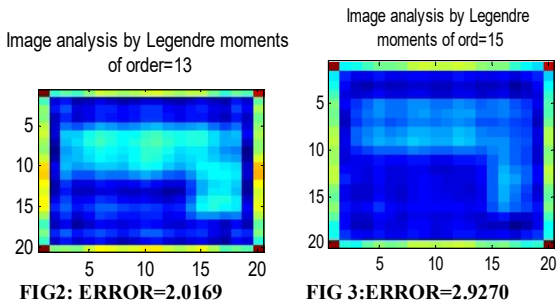 Image analysis by Legendre moments
of order=13
5
10
15
20
5
10
15
20
FIG2: ERROR=2.0169
Image analysis by Legendre
moments of ord=15
5
10
15
20
5
10
15
20
FIG 3:ERROR=2.9270